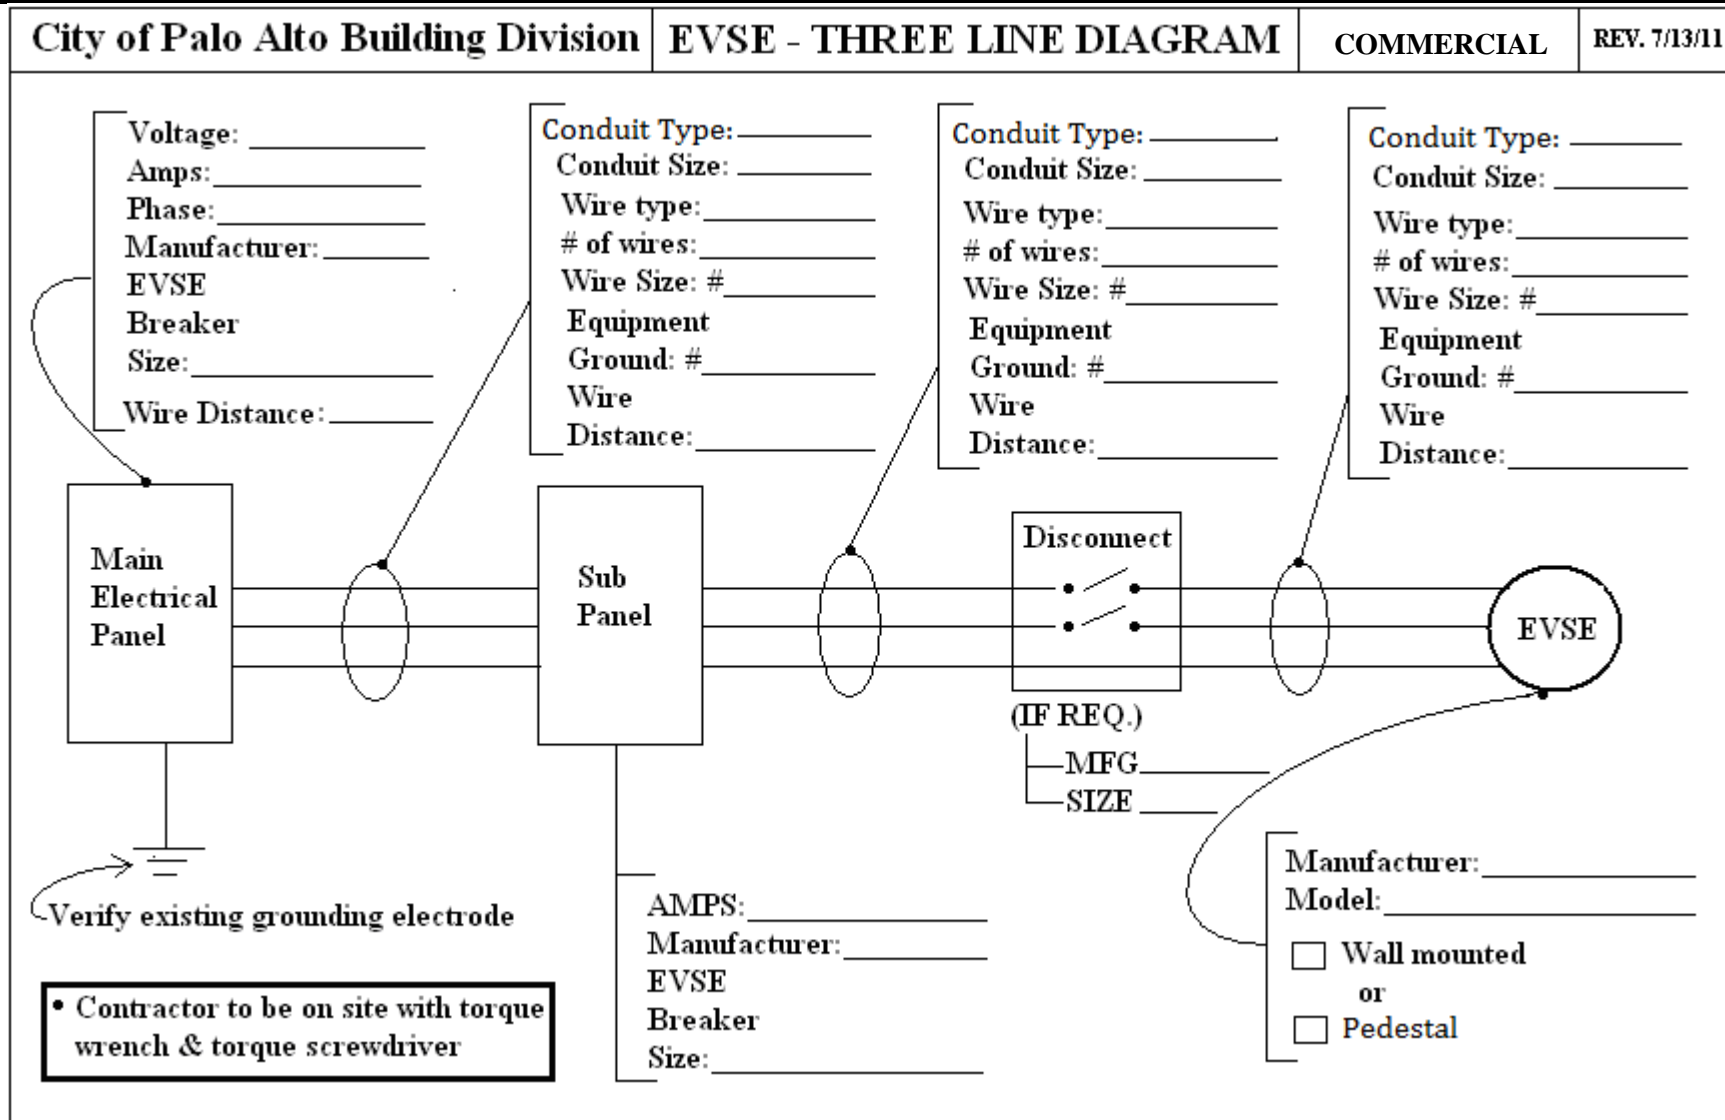 City of Palo Alto Building Division
EVSE - THREE LINE DIAGRAM
COMMERCIAL
REV. 7/13/11
Voltage:
Amps:
Phase:
Manufacturer:
EVSE
Breaker
Size:
Wire Distance:
Conduit Type:
Conduit Size:
Wire type:
# of wires:
Wire Size: #
Equipment
Ground: #
Wire
Distance:
Conduit Type:
Conduit Size:
Wire type:
# of wires:
Wire Size: #
Equipment
Ground: #
Wire
Distance:
Conduit Type:
Conduit Size:
Wire type:
# of wires:
Wire Size: #
Equipment
Ground: #
Wire
Distance:
Main
Electrical
Panel
Sub
Panel
Disconnect
EVSE
(IF REQ.)
MFG
SIZE
Verify existing grounding electrode
• Contractor to be on site with torque
wrench & torque screwdriver
AMPS:
Manufacturer:
EVSE
Breaker
Size:
Manufacturer:
Model:
Wall mounted
or
Pedestal